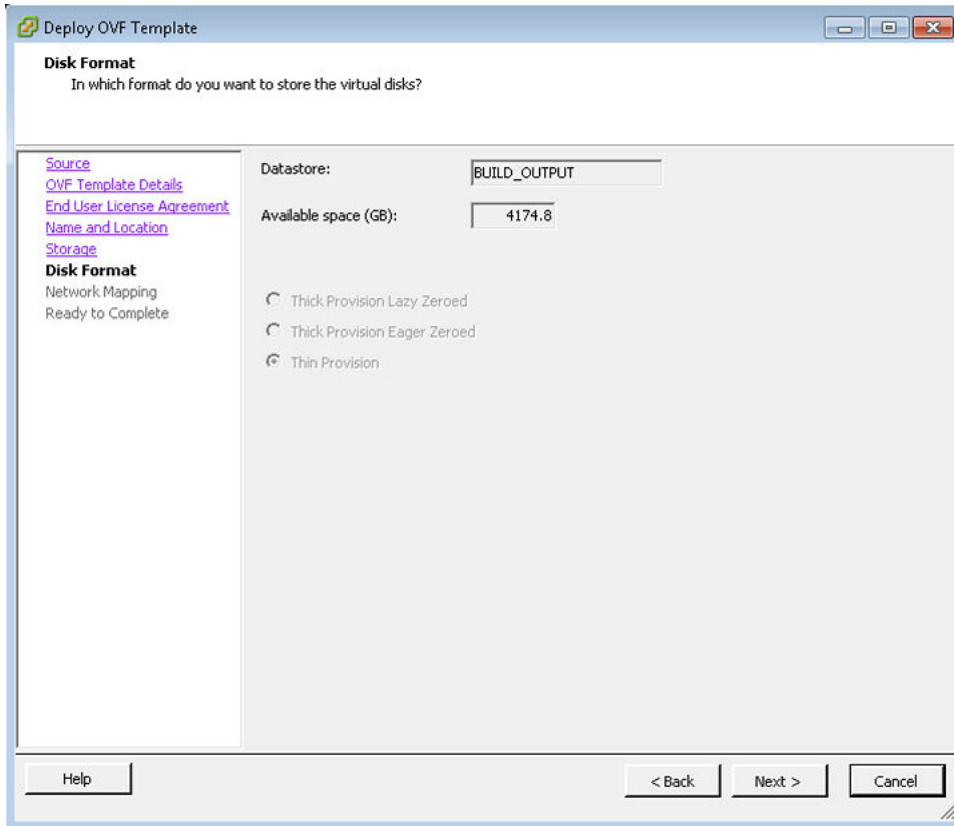 Deploy OVF Template
Disk Format
In which format do you want to store the virtual disks?
Source
OVF Template Details
End User License Agreement
Name and Location
Storage
Disk Format
Network Mapping
Ready to Complete
Datastore: BUILD_OUTPUT
Available space (GB): 4174.8
Thick Provision Lazy Zeroed
Thick Provision Eager Zeroed
Thin Provision
Help < Back Next > Cancel